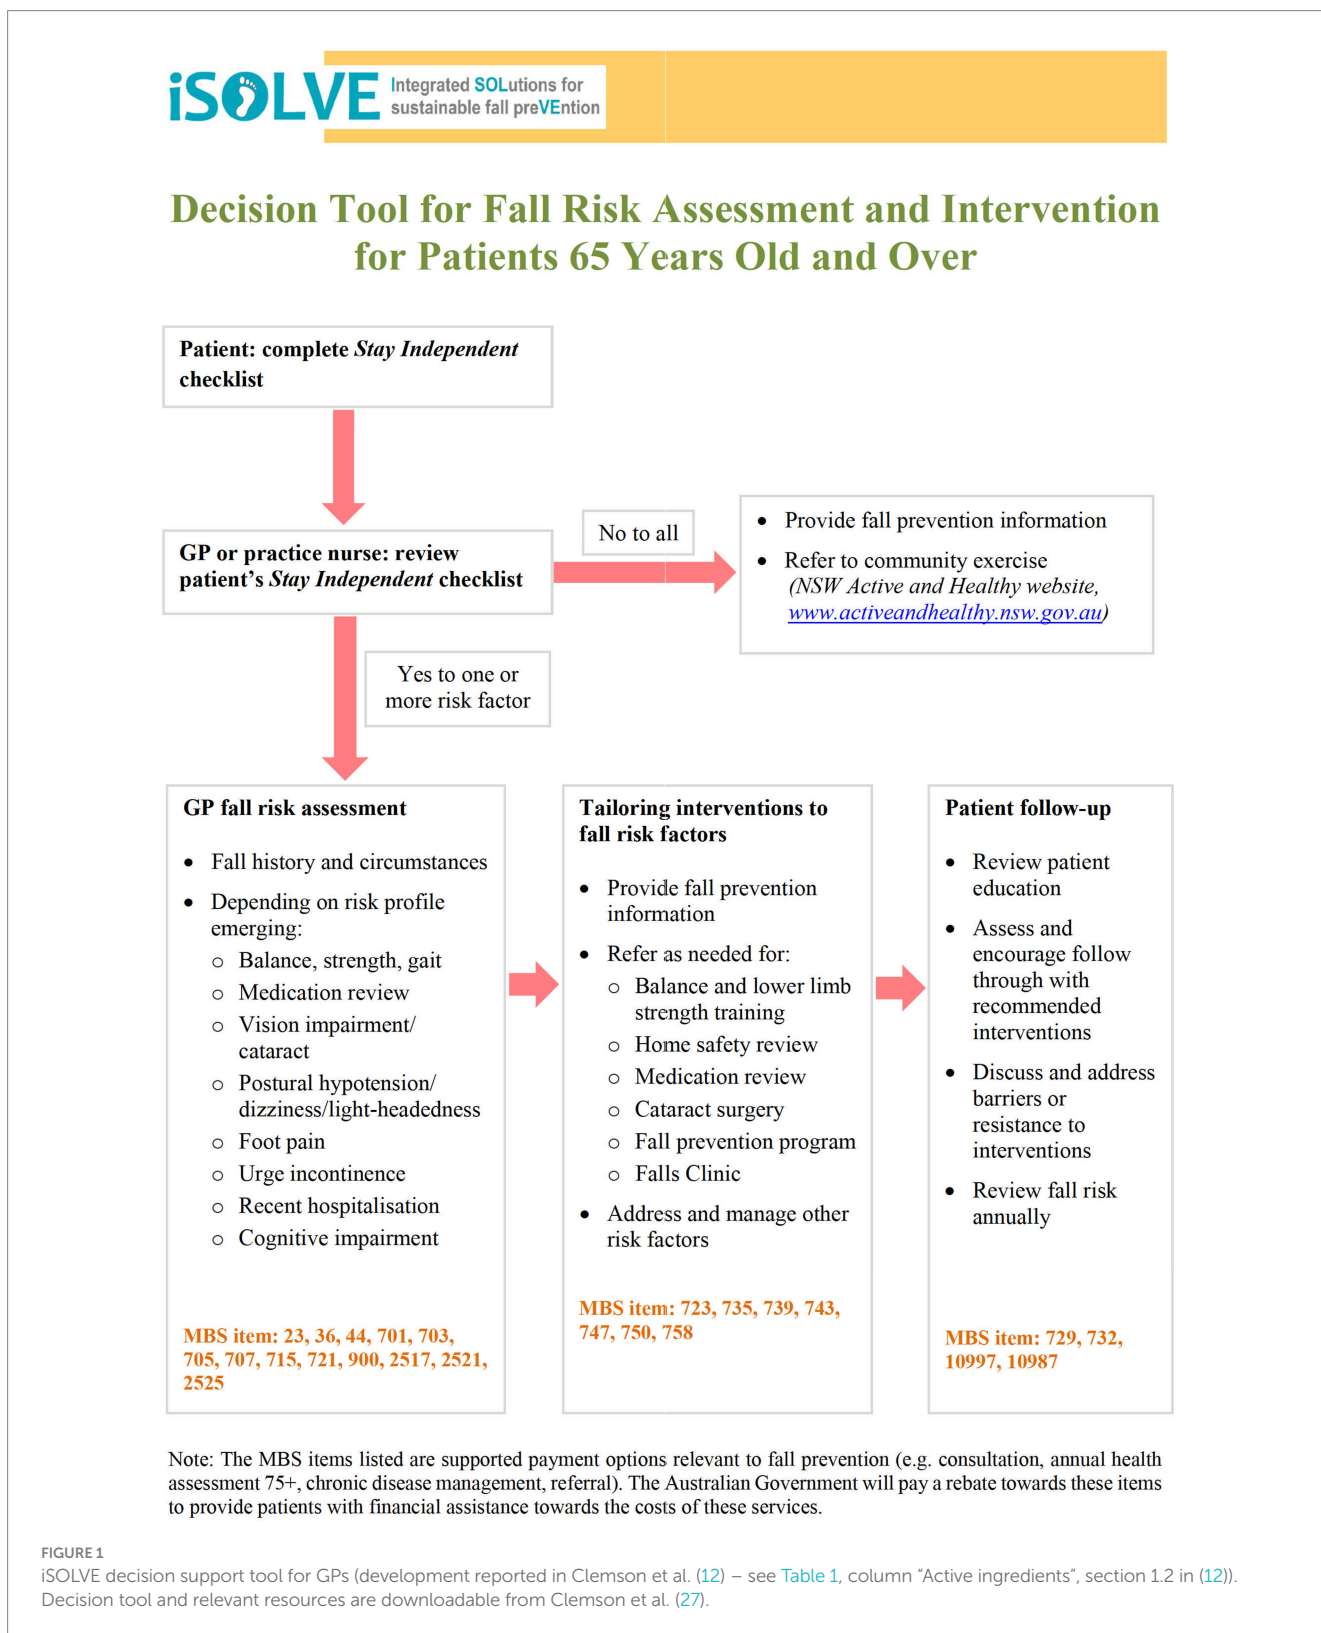 iSOLVE
Integrated SOLutions for
sustainable fall preVEntion
Decision Tool for Fall Risk Assessment and Intervention
for Patients 65 Years Old and Over
Patient: complete Stay Independent
checklist
GP or practice nurse: review
patient's Stay Independent checklist
No to all
• Provide fall prevention information
• Refer to community exercise
(NSW Active and Healthy website,
www.activeandhealthy.nsw.gov.au)
Yes to one or
more risk factor
GP fall risk assessment
• Fall history and circumstances
• Depending on risk profile
emerging:
o Balance, strength, gait
o Medication review
o Vision impairment/
cataract
o Postural hypotension/
dizziness/light-headedness
o Foot pain
o Urge incontinence
o Recent hospitalisation
o Cognitive impairment
MBS item: 23, 36, 44, 701, 703,
705, 707, 715, 721, 900, 2517, 2521,
2525
Tailoring interventions to
fall risk factors
• Provide fall prevention
information
• Refer as needed for:
o Balance and lower limb
strength training
o Home safety review
o Medication review
o Cataract surgery
o Fall prevention program
o Falls Clinic
• Address and manage other
risk factors
MBS item: 723, 735, 739, 743,
747, 750, 758
Patient follow-up
• Review patient
education
• Assess and
encourage follow
through with
recommended
interventions
• Discuss and address
barriers or
resistance to
interventions
• Review fall risk
annually
MBS item: 729, 732,
10997, 10987
Note: The MBS items listed are supported payment options relevant to fall prevention (e.g. consultation, annual health
assessment 75+, chronic disease management, referral). The Australian Government will pay a rebate towards these items
to provide patients with financial assistance towards the costs of these services.
FIGURE 1
iSOLVE decision support tool for GPs (development reported in Clemson et al. (12) – see Table 1, column "Active ingredients", section 1.2 in (12)).
Decision tool and relevant resources are downloadable from Clemson et al. (27).